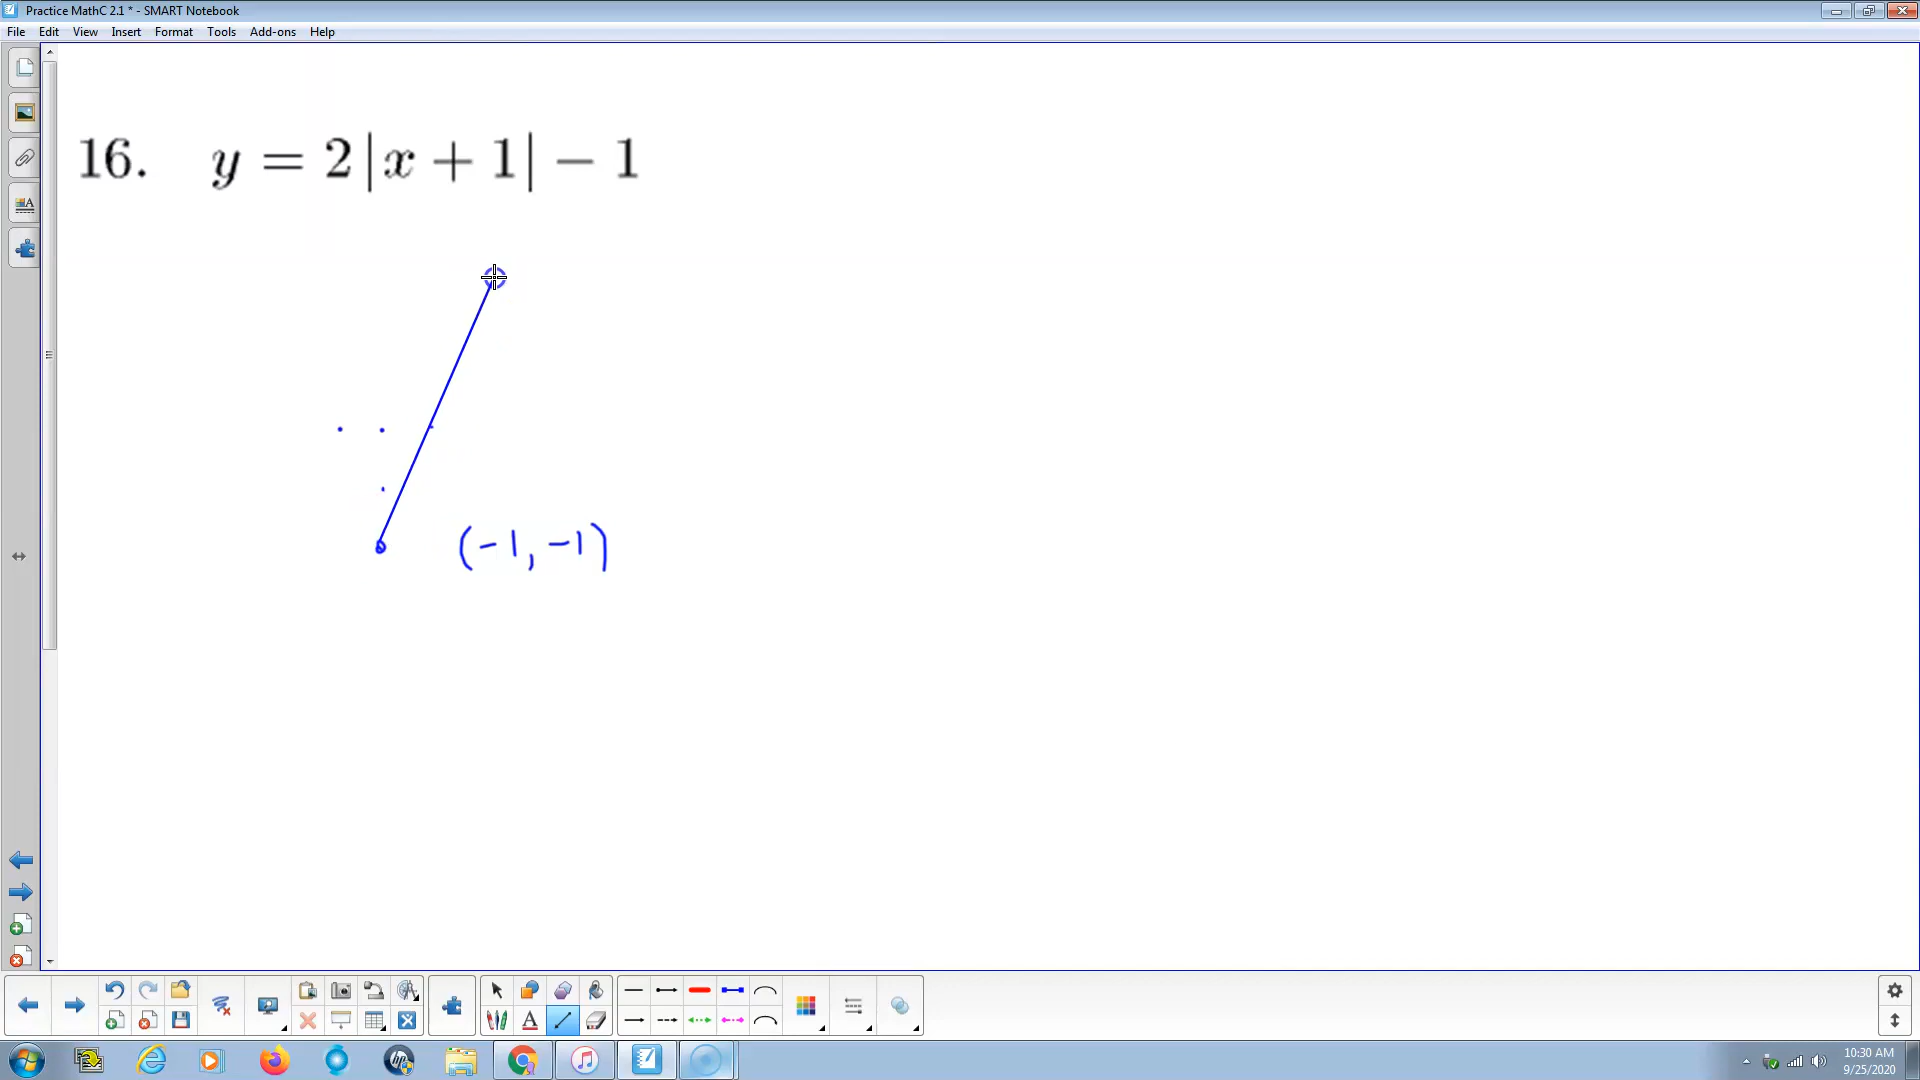 Practice MathC 2.1 * - SMART Notebook
File Edit View Insert Format Tools Add-ons Help
16. y = 2|x + 1| − 1
(-1, -1)
10:30 AM
9/25/2020